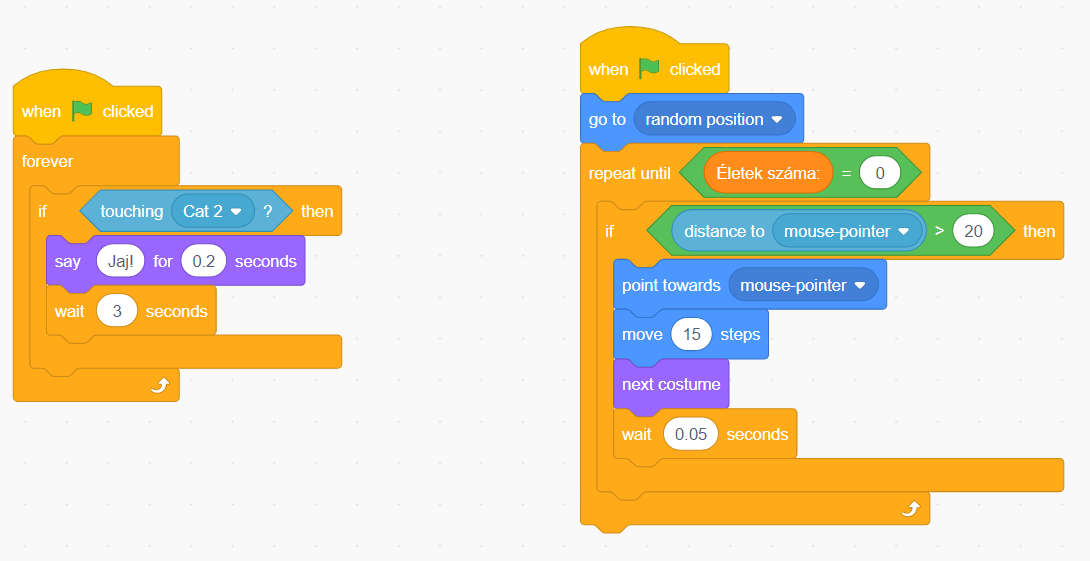 when clicked
forever
if touching Cat 2 ? then
say Jaj! for 0.2 seconds
wait 3 seconds
when clicked
go to random position
repeat until Életek száma: = 0
if distance to mouse-pointer > 20 then
point towards mouse-pointer
move 15 steps
next costume
wait 0.05 seconds